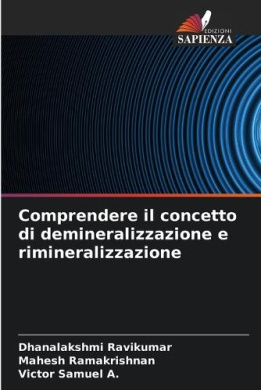 EDIZIONI
SAPIENZA
Comprendere il concetto
di demineralizzazione e
rimineralizzazione
Dhanalakshmi Ravikumar
Mahesh Ramakrishnan
Victor Samuel A.